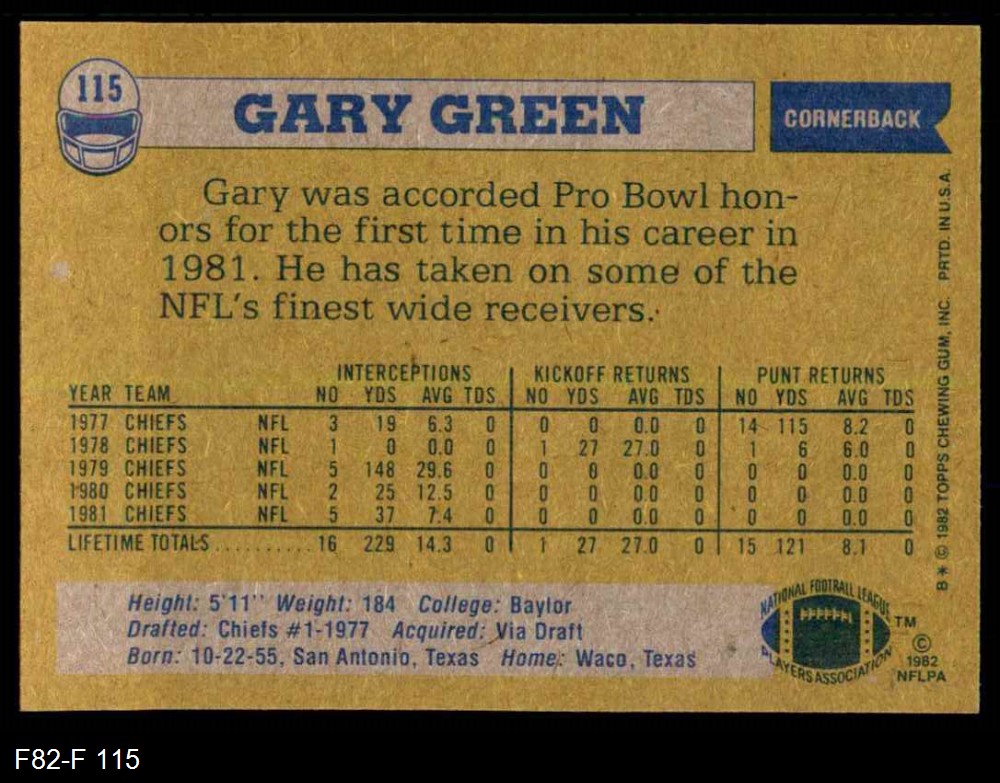 115
GARY GREEN
CORNERBACK
Gary was accorded Pro Bowl hon-
ors for the first time in his career in
1981. He has taken on some of the
NFL's finest wide receivers.
INTERCEPTIONS KICKOFF RETURNS PUNT RETURNS
YEAR TEAM NO YDS AVG TDS NO YDS AVG TDS NO YDS AVG TDS
1977 CHIEFS NFL 3 19 6.3 0 0 0 0.0 0 14 115 8.2 0
1978 CHIEFS NFL 1 0 0.0 0 1 27 27.0 0 1 6 6.0 0
1979 CHIEFS NFL 5 148 29.6 0 0 0 0.0 0 0 0 0.0 0
1980 CHIEFS NFL 2 25 12.5 0 0 0 0.0 0 0 0 0.0 0
1981 CHIEFS NFL 5 37 7.4 0 0 0 0.0 0 0 0 0.0 0
LIFETIME TOTALS.......... 16 229 14.3 0 1 27 27.0 0 15 121 8.1 0
Height: 5'11" Weight: 184 College: Baylor
Drafted: Chiefs #1-1977 Acquired: Via Draft
Born: 10-22-55, San Antonio, Texas Home: Waco, Texas
NATIONAL FOOTBALL LEAGUE
PLAYERS ASSOCIATION
TM
©
1982
NFLPA
B* © 1982 TOPPS CHEWING GUM, INC. PRTD. IN U.S.A.
F82-F 115